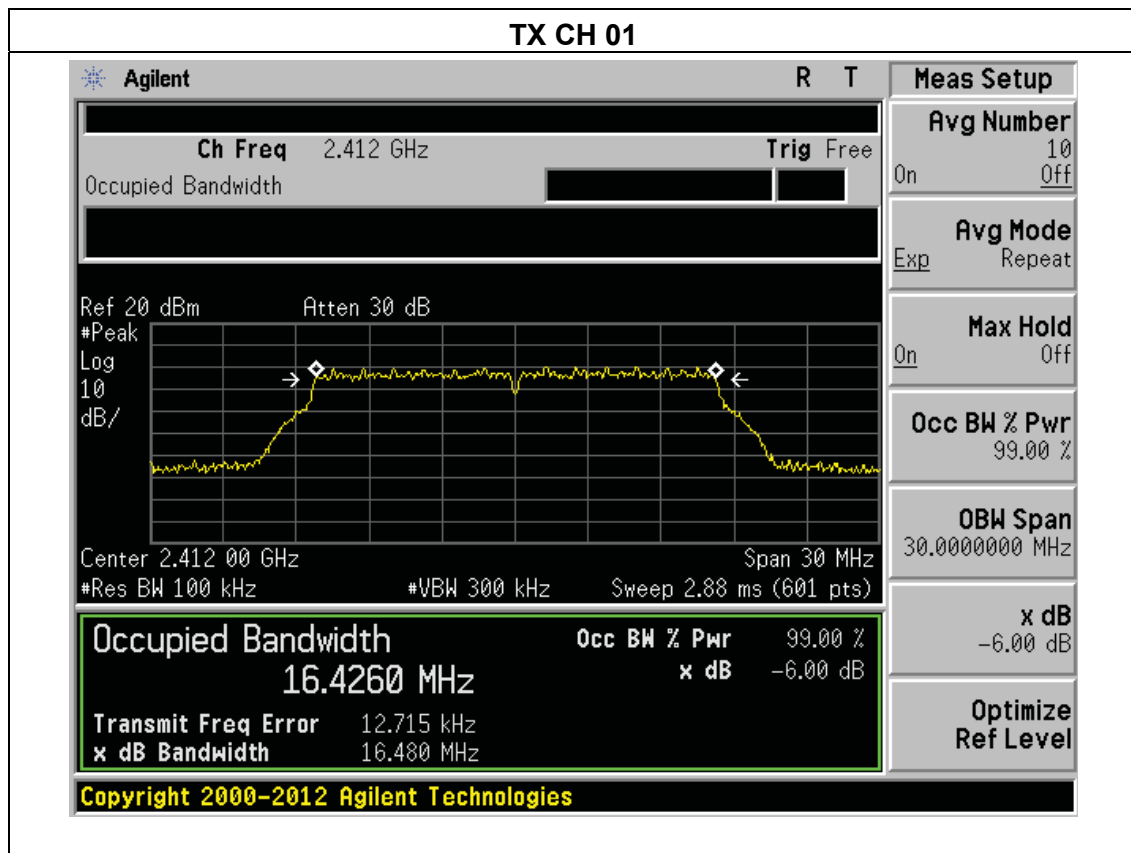 TX CH 01
Agilent R T
Ch Freq 2.412 GHz Trig Free
Occupied Bandwidth
Ref 20 dBm Atten 30 dB
#Peak
Log
10
dB/
Center 2.412 00 GHz Span 30 MHz
#Res BW 100 kHz #VBW 300 kHz Sweep 2.88 ms (601 pts)
Occupied Bandwidth Occ BW % Pwr 99.00 %
16.4260 MHz x dB -6.00 dB
Transmit Freq Error 12.715 kHz
x dB Bandwidth 16.480 MHz
Copyright 2000-2012 Agilent Technologies
Meas Setup
Avg Number
10
On Off
Avg Mode
Exp Repeat
Max Hold
On Off
Occ BW % Pwr
99.00 %
OBW Span
30.0000000 MHz
x dB
-6.00 dB
Optimize
Ref Level